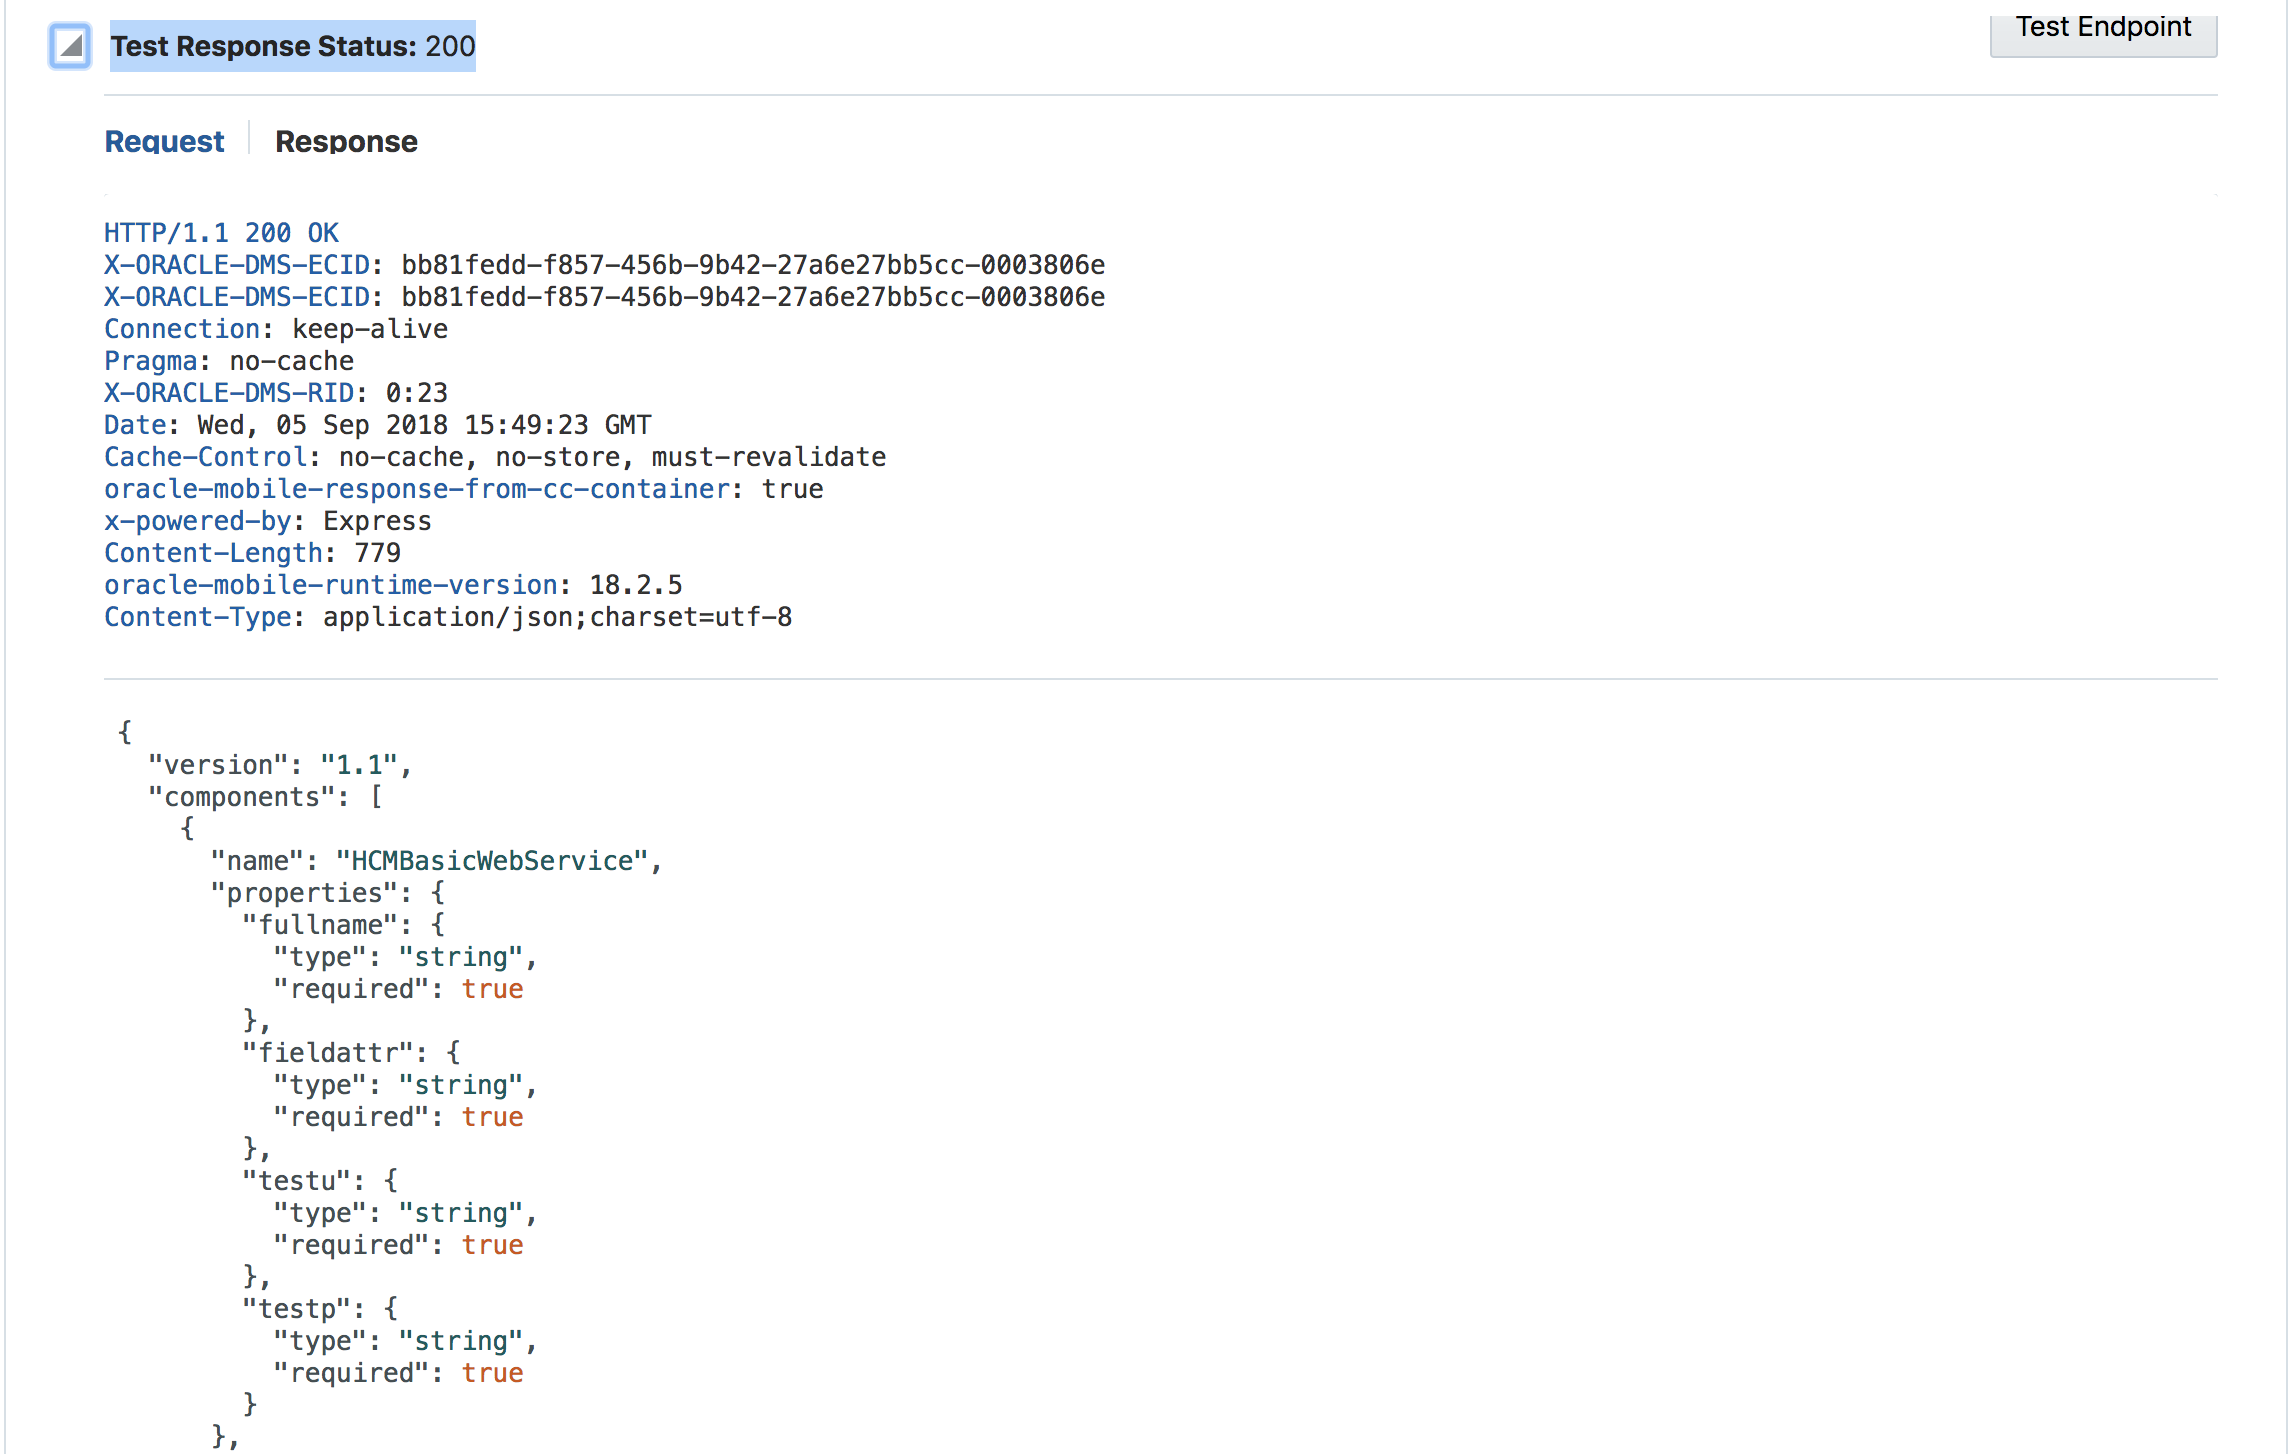 Test Response Status: 200
Test Endpoint
Request
Response
HTTP/1.1 200 OK
X-ORACLE-DMS-ECID: bb81fedd-f857-456b-9b42-27a6e27bb5cc-0003806e
X-ORACLE-DMS-ECID: bb81fedd-f857-456b-9b42-27a6e27bb5cc-0003806e
Connection: keep-alive
Pragma: no-cache
X-ORACLE-DMS-RID: 0:23
Date: Wed, 05 Sep 2018 15:49:23 GMT
Cache-Control: no-cache, no-store, must-revalidate
oracle-mobile-response-from-cc-container: true
x-powered-by: Express
Content-Length: 779
oracle-mobile-runtime-version: 18.2.5
Content-Type: application/json;charset=utf-8
{
  "version": "1.1",
  "components": [
    {
      "name": "HCMBasicWebService",
      "properties": {
        "fullname": {
          "type": "string",
          "required": true
        },
        "fieldattr": {
          "type": "string",
          "required": true
        },
        "testu": {
          "type": "string",
          "required": true
        },
        "testp": {
          "type": "string",
          "required": true
        }
      },